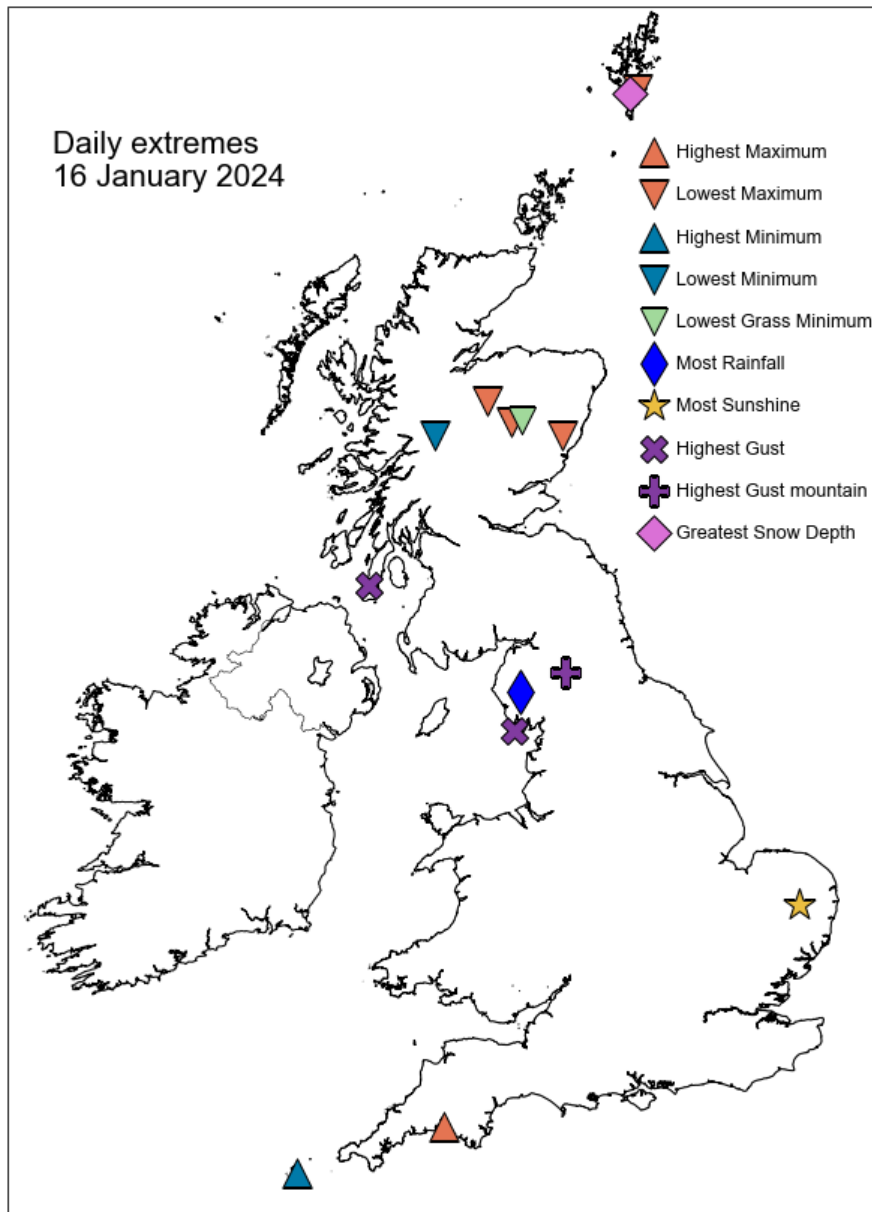 Daily extremes
16 January 2024
Highest Maximum
Lowest Maximum
Highest Minimum
Lowest Minimum
Lowest Grass Minimum
Most Rainfall
Most Sunshine
Highest Gust
Highest Gust mountain
Greatest Snow Depth